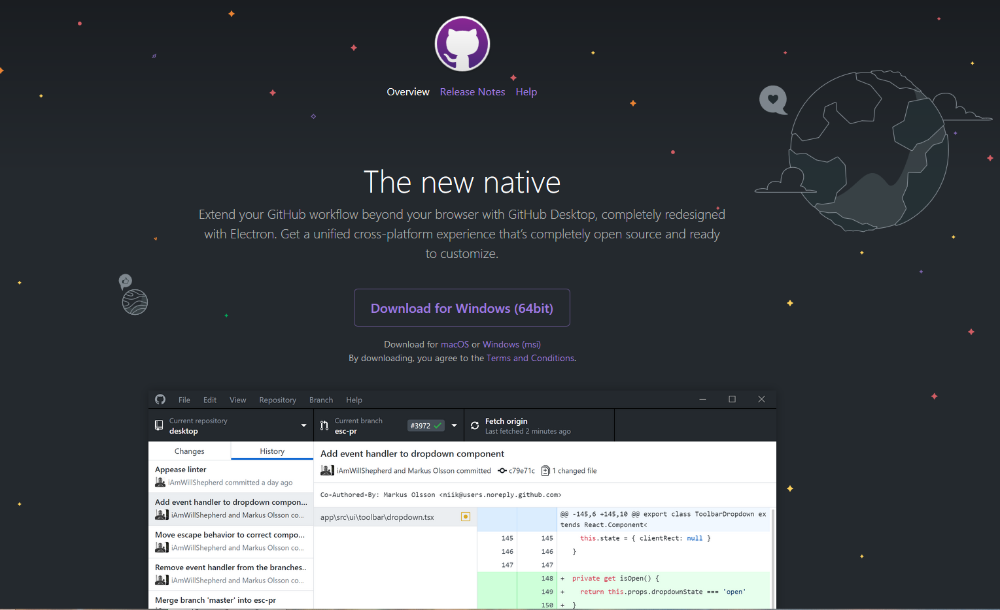 Overview Release Notes Help
The new native
Extend your GitHub workflow beyond your browser with GitHub Desktop, completely redesigned
with Electron. Get a unified cross-platform experience that's completely open source and ready
to customize.
Download for Windows (64bit)
Download for macOS or Windows (msi)
By downloading, you agree to the Terms and Conditions.
File Edit View Repository Branch Help
Current repository
desktop
Current branch
esc-pr
#3972
Fetch origin
Last fetched 2 minutes ago
Changes History
Appease linter
iAmWillShepherd committed a day ago
Add event handler to dropdown compon...
iAmWillShepherd and Markus Olsson co...
Move escape behavior to correct compo...
iAmWillShepherd and Markus Olsson co...
Remove event handler from the branches..
iAmWillShepherd and Markus Olsson co...
Merge branch 'master' into esc-pr
Add event handler to dropdown component
iAmWillShepherd and Markus Olsson committed c79e71c 1 changed file
Co-Authored-By: Markus Olsson <niik@users.noreply.github.com>
app\src\ui\toolbar\dropdown.tsx
@@ -145,6 +145,10 @@ export class ToolbarDropdown ex
tends React.Component<
145 145 this.state = { clientRect: null }
146 146 }
147 147
148 + private get isOpen() {
149 + return this.props.dropdownState === 'open'
150 + }